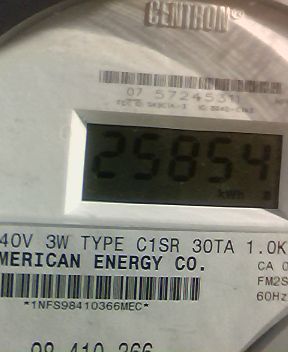 CENTRON®
07 57245311
25854
kWh
40V 3W TYPE C1SR 30TA 1.0K
MERICAN ENERGY CO.
CA 0
FM2S
60Hz
*1NFS98410366MEC*
98 410 366